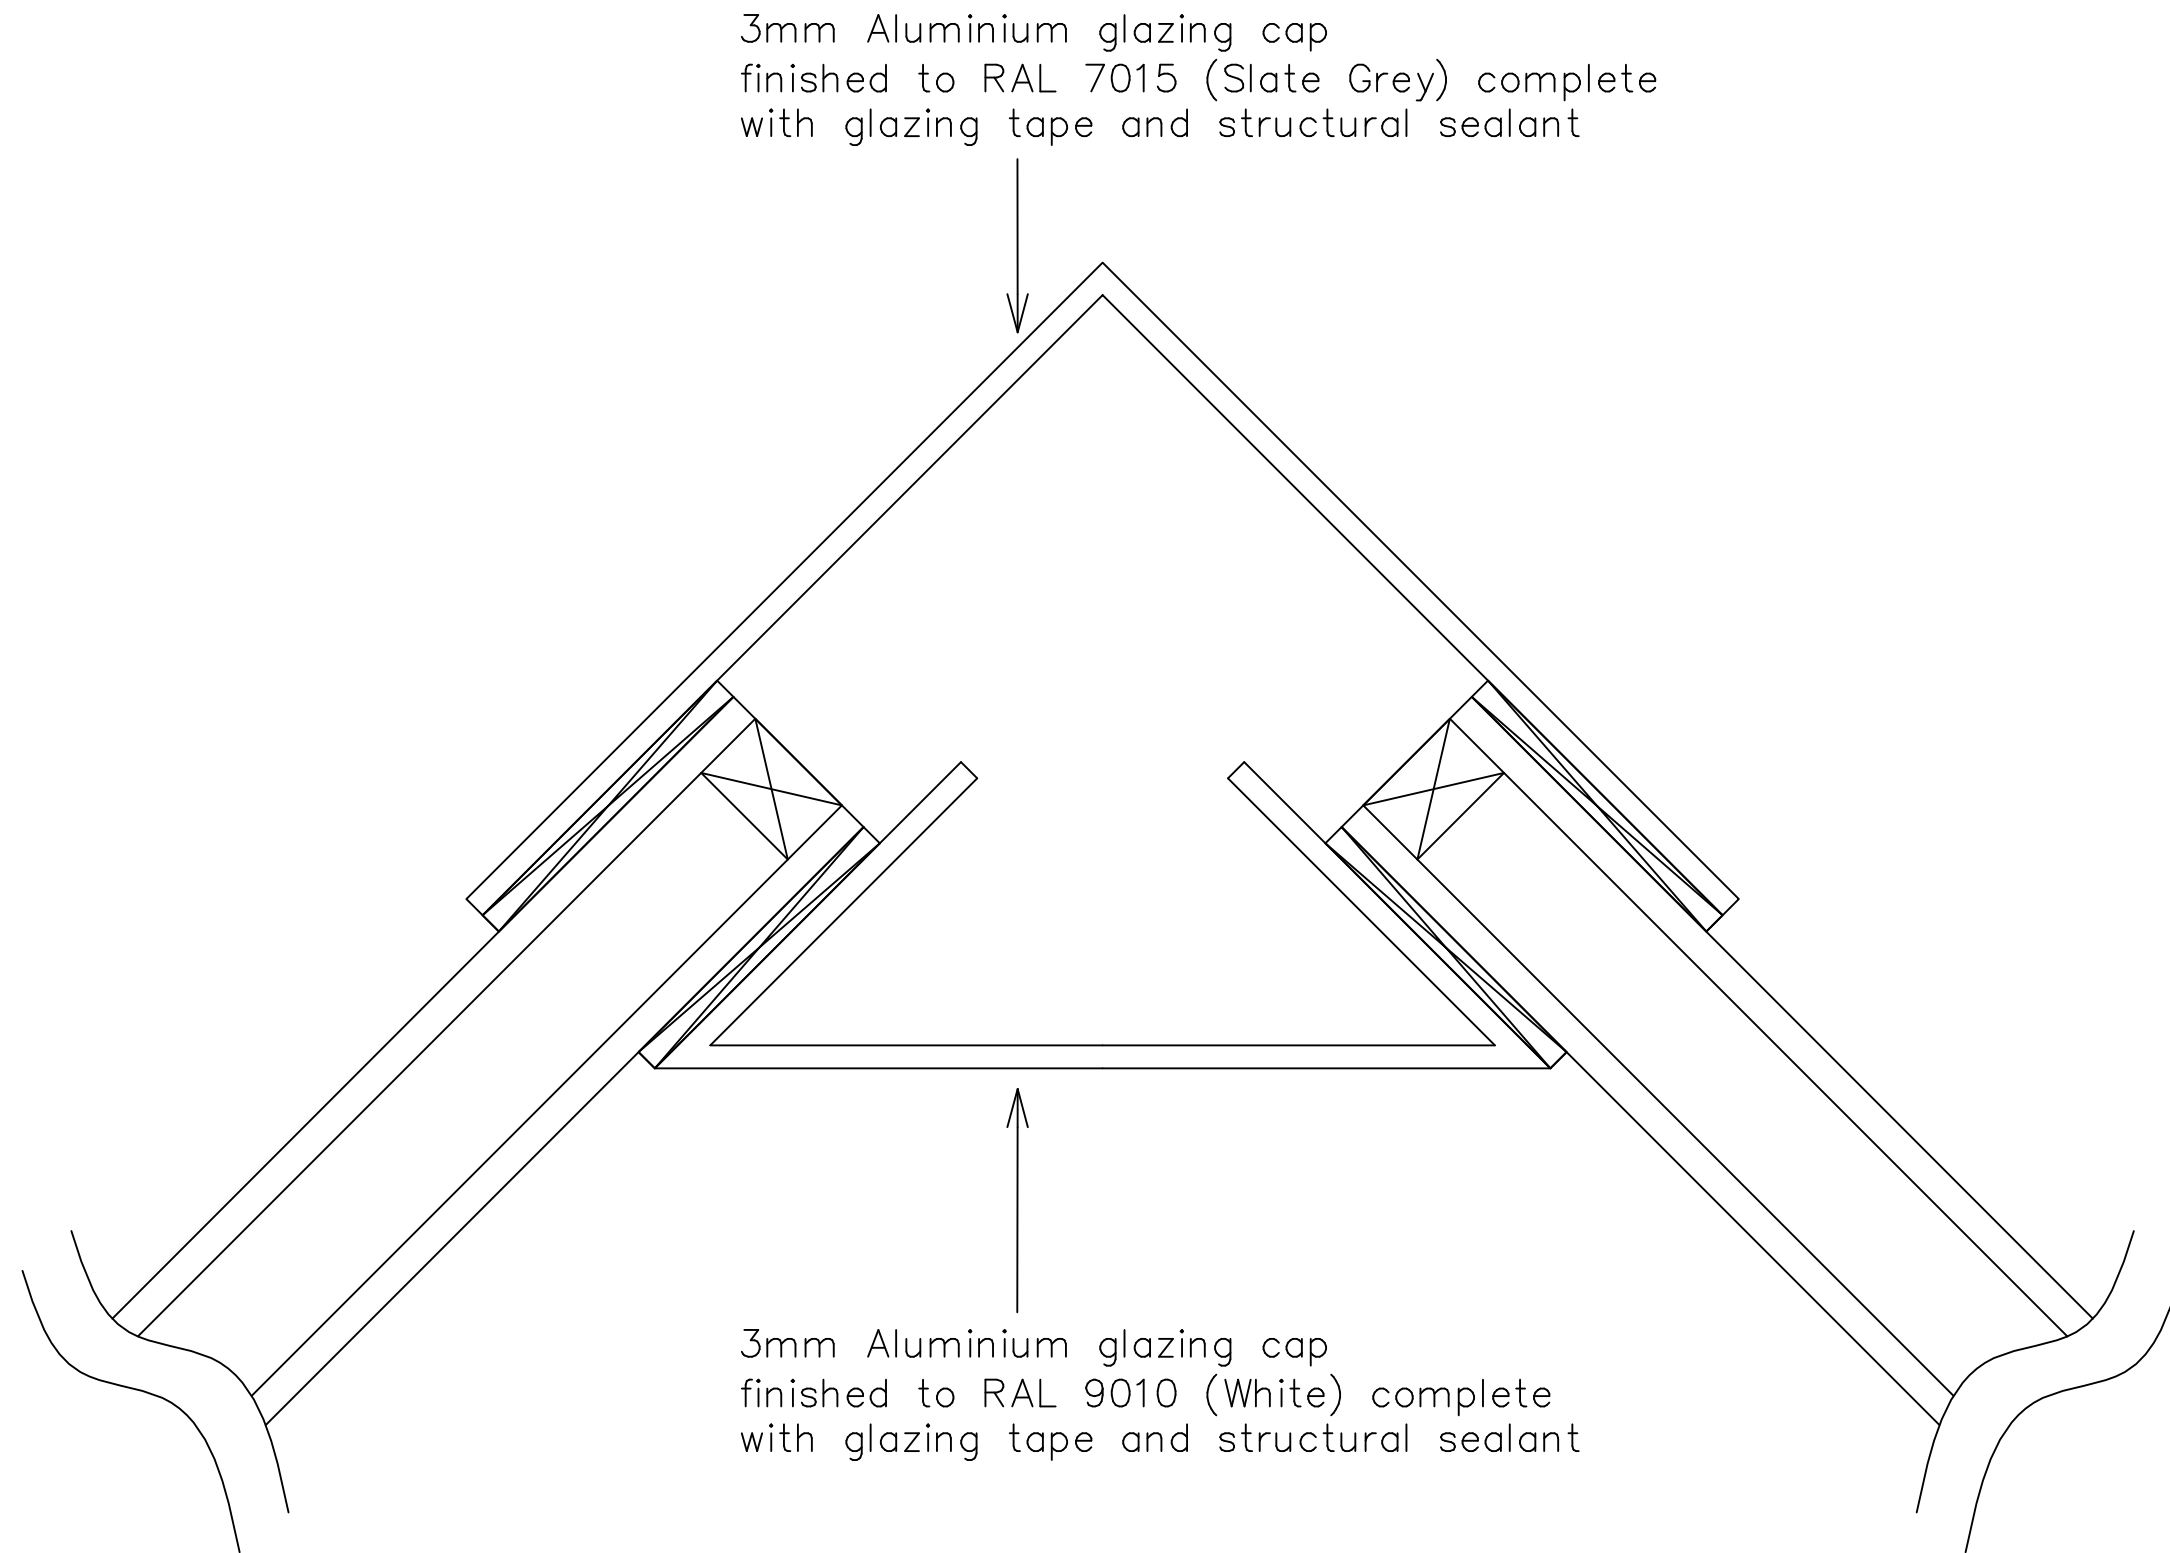 3mm Aluminium glazing cap
finished to RAL 7015 (Slate Grey) complete
with glazing tape and structural sealant
3mm Aluminium glazing cap
finished to RAL 9010 (White) complete
with glazing tape and structural sealant